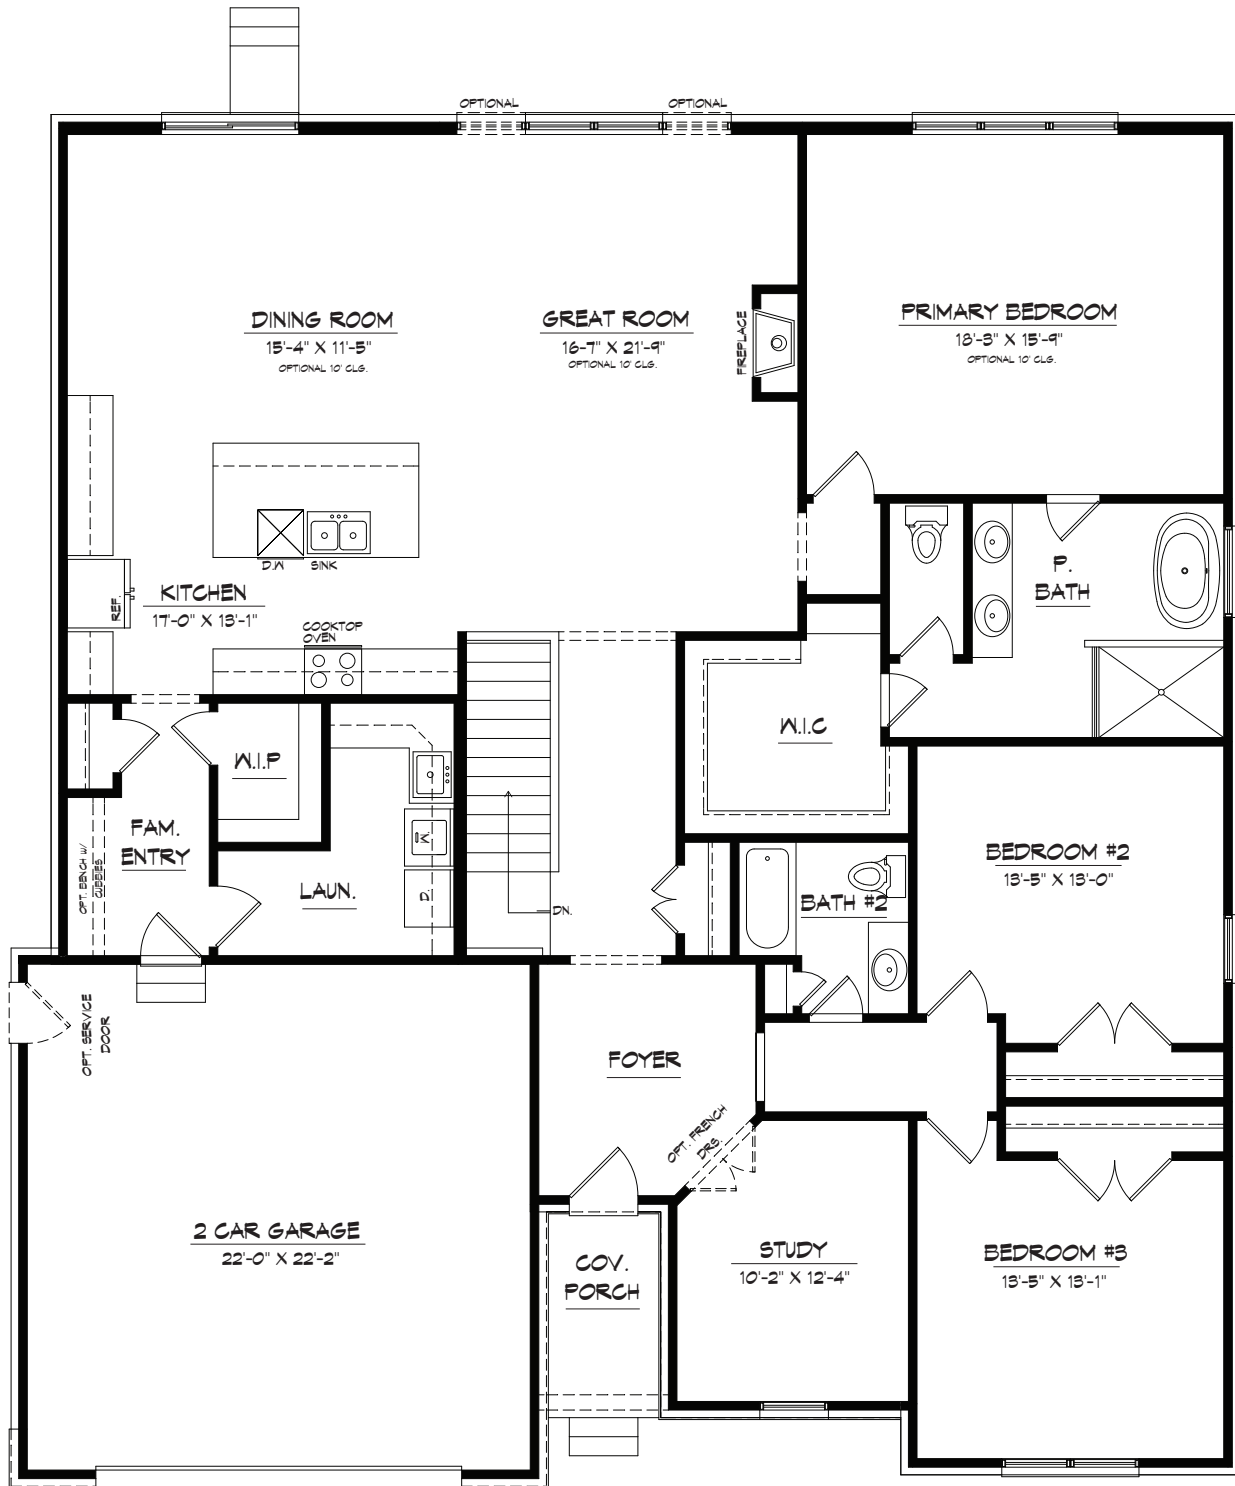 OPTIONAL
OPTIONAL
DINING ROOM
15'-4" X 11'-5"
OPTIONAL 10' CLG.
GREAT ROOM
16-7" X 21'-9"
OPTIONAL 10' CLG.
FIREPLACE
PRIMARY BEDROOM
18'-3" X 15'-9"
OPTIONAL 10' CLG.
D.W
SINK
KITCHEN
17'-0" X 13'-1"
REF.
COOKTOP
OVEN
P.
BATH
W.I.C
W.I.P
FAM.
ENTRY
OPT. BENCH W/
CUBBIES
LAUN.
W.
D.
DN.
BATH #2
BEDROOM #2
13'-5" X 13'-0"
OPT. SERVICE
DOOR
FOYER
OPT. FRENCH
DRS.
2 CAR GARAGE
22'-0" X 22'-2"
COV.
PORCH
STUDY
10'-2" X 12'-4"
BEDROOM #3
13'-5" X 13'-1"